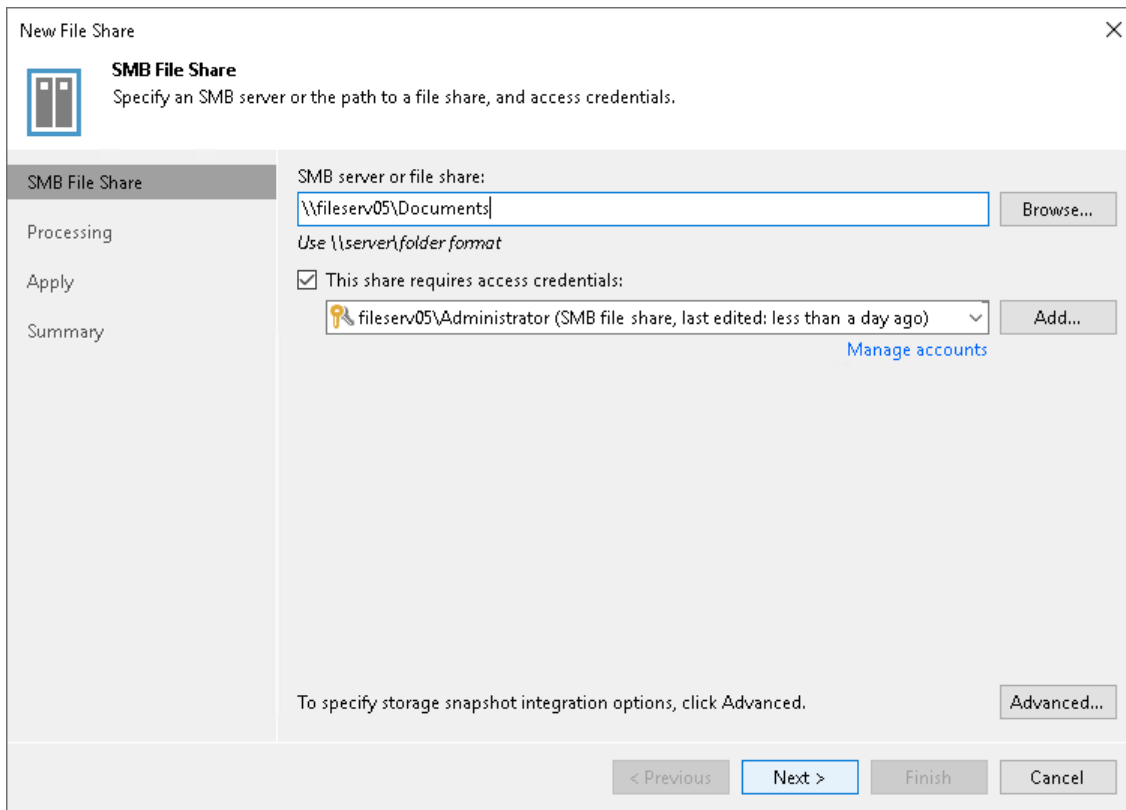 New File Share
SMB File Share
Specify an SMB server or the path to a file share, and access credentials.
SMB File Share
Processing
Apply
Summary
SMB server or file share:
\\fileserv05\Documents
Browse...
Use \\server\folder format
This share requires access credentials:
fileserv05\Administrator (SMB file share, last edited: less than a day ago)
Add...
Manage accounts
To specify storage snapshot integration options, click Advanced.
Advanced...
< Previous
Next >
Finish
Cancel